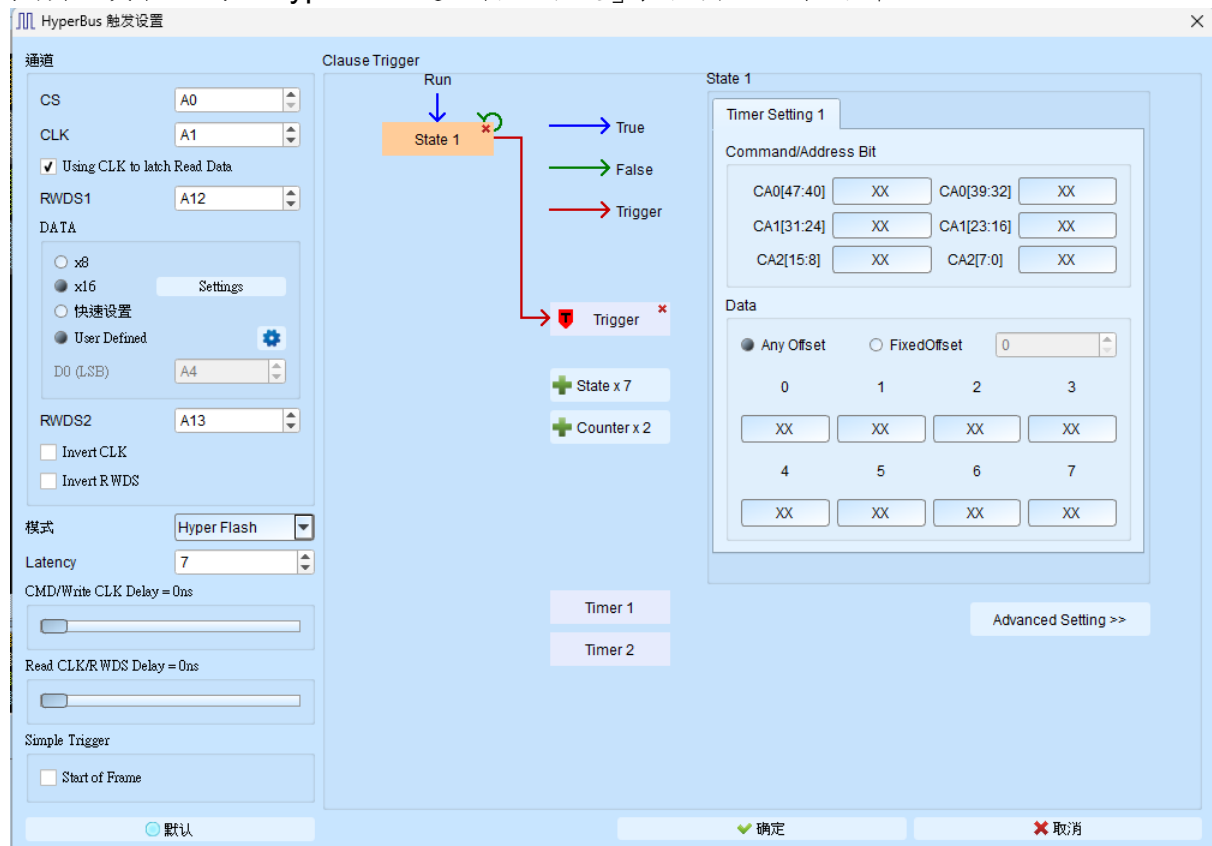 HyperBus 触发设置
通道
CS A0
CLK A1
Using CLK to latch Read Data
RWDS1 A12
DATA
x8
x16 Settings
快速设置
User Defined
D0 (LSB) A4
RWDS2 A13
Invert CLK
Invert RWDS
模式 Hyper Flash
Latency 7
CMD/Write CLK Delay = 0ns
Read CLK/RWDS Delay = 0ns
Simple Trigger
Start of Frame
默认
Clause Trigger
Run
State 1
True
False
Trigger
T Trigger
State x 7
Counter x 2
Timer 1
Timer 2
State 1
Timer Setting 1
Command/Address Bit
CA0[47:40] XX CA0[39:32] XX
CA1[31:24] XX CA1[23:16] XX
CA2[15:8] XX CA2[7:0] XX
Data
Any Offset FixedOffset 0
0 1 2 3
XX XX XX XX
4 5 6 7
XX XX XX XX
Advanced Setting >>
确定
取消